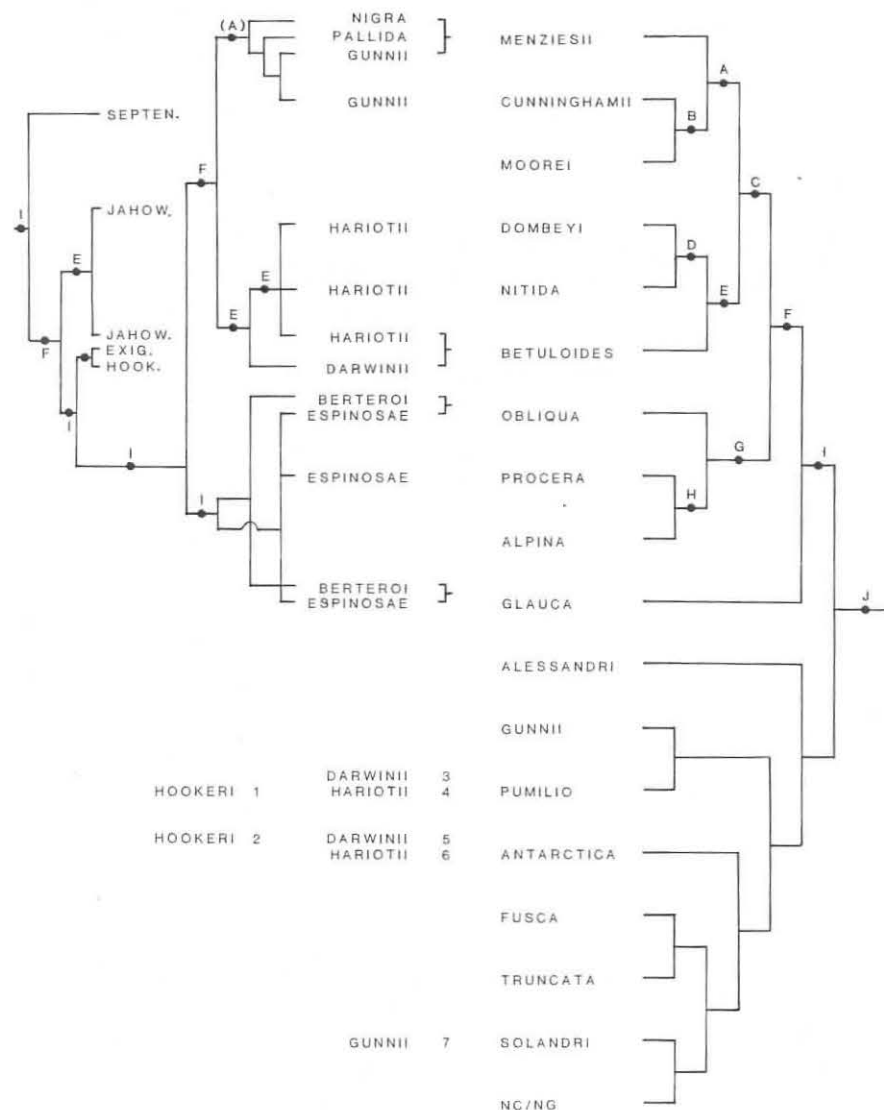 (A) NIGRA
PALLIDA MENZIESII
GUNNII
A
SEPTEN. GUNNII CUNNINGHAMII
B
MOOREI
F
I JAHOW. C
HARIOTII DOMBEYI
D
E E HARIOTII NITIDA
E
E F
JAHOW. HARIOTII
F EXIG. BETULOIDES
HOOK. DARWINII
I BERTEROI
ESPINOSAE OBLIQUA
I G I
ESPINOSAE PROCERA
H
I
ALPINA
BERTEROI
ESPINOSAE GLAUCA
J
ALESSANDRI
GUNNII
DARWINII 3
HOOKERI 1 HARIOTII 4 PUMILIO
HOOKERI 2 DARWINII 5
HARIOTII 6 ANTARCTICA
FUSCA
TRUNCATA
GUNNII 7 SOLANDRI
NC/NG